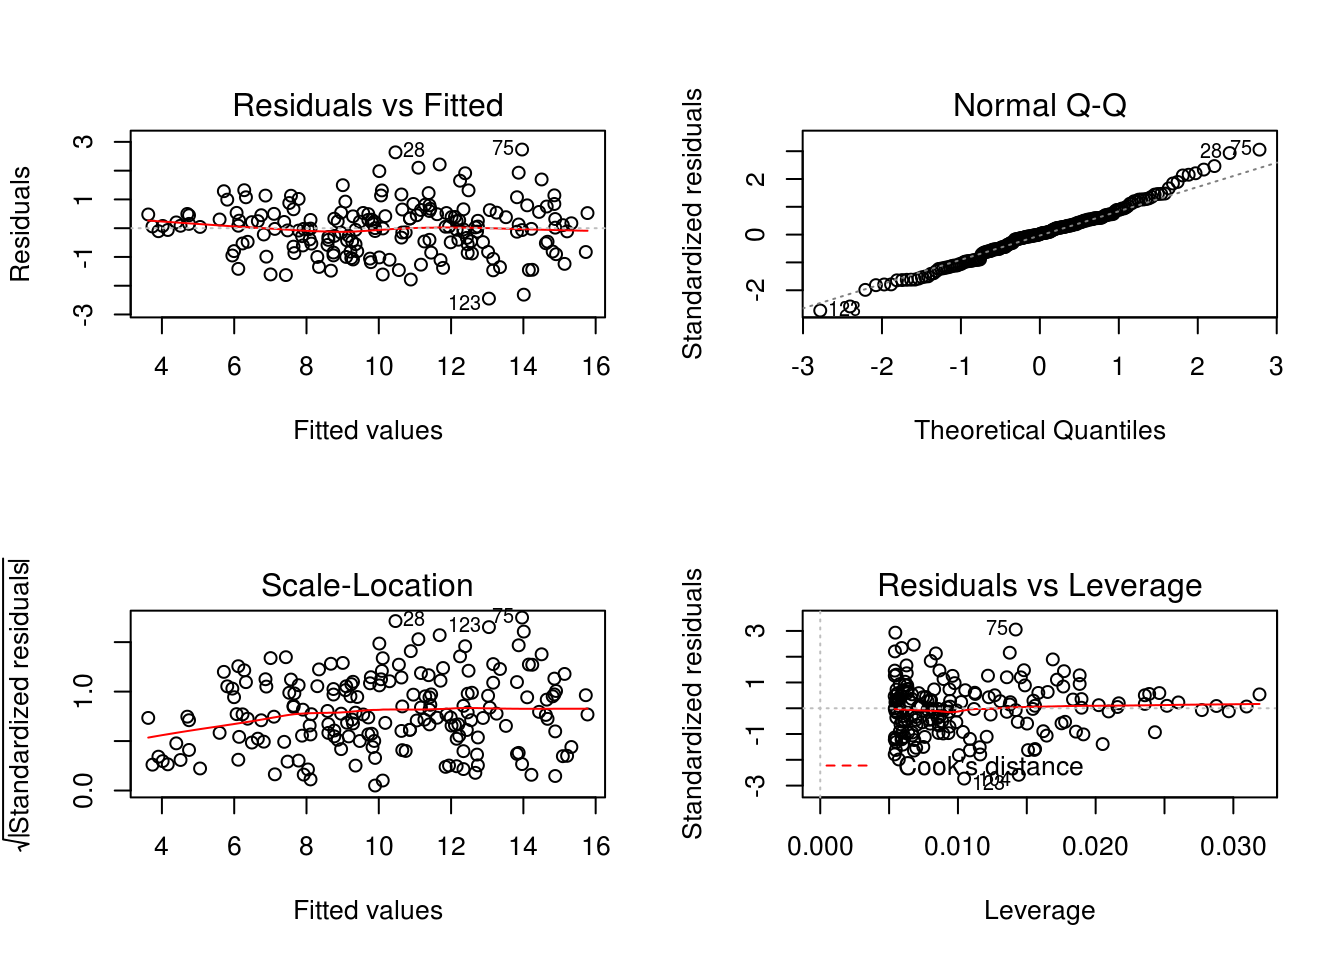 Residuals vs Fitted
Residuals
3
1
-1
-3
28
75
123
4 6 8 10 12 14 16
Fitted values
Normal Q-Q
Standardized residuals
2
0
-2
28
75
123
-3 -2 -1 0 1 2 3
Theoretical Quantiles
Scale-Location
√|Standardized residuals|
1.0
0.0
28
123
75
4 6 8 10 12 14 16
Fitted values
Residuals vs Leverage
Standardized residuals
3
1
-1
-3
75
Cook's distance
123
0.000 0.010 0.020 0.030
Leverage